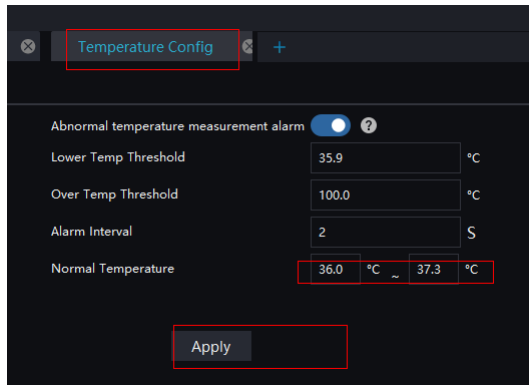 Temperature Config +
Abnormal temperature measurement alarm ?
Lower Temp Threshold 35.9 °C
Over Temp Threshold 100.0 °C
Alarm Interval 2 S
Normal Temperature 36.0 °C ~ 37.3 °C
Apply